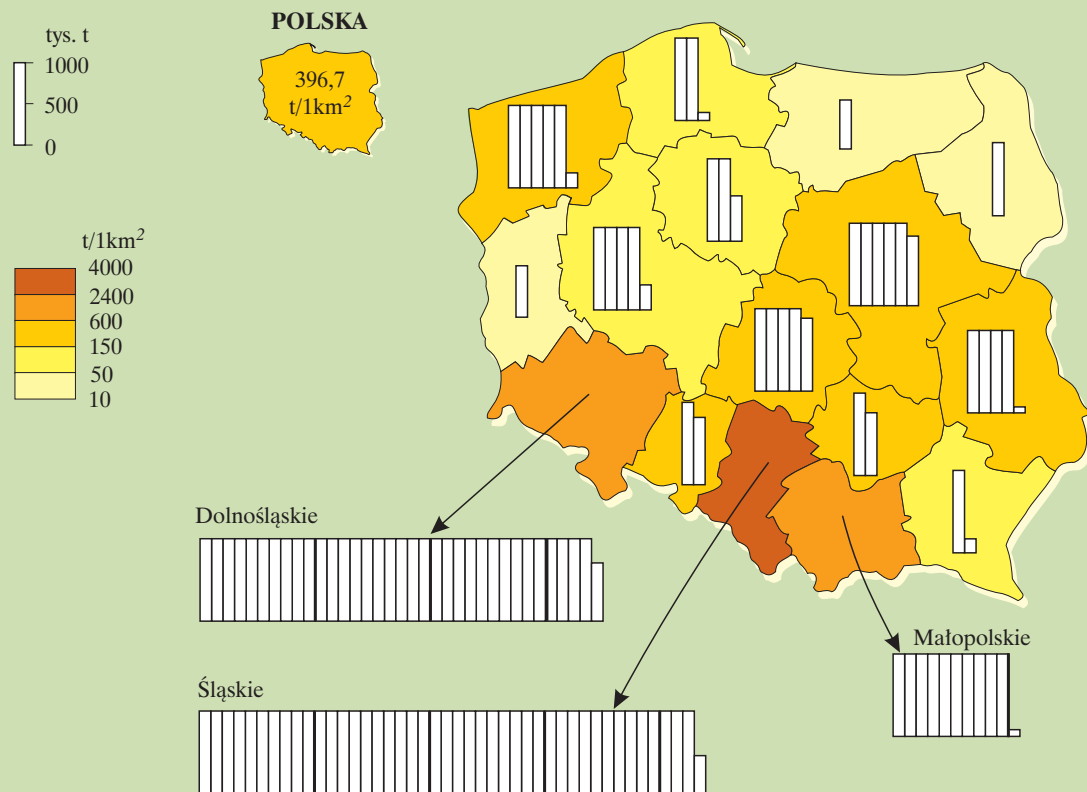 tys. t
1000
500
0
POLSKA
396,7
t/1km²
t/1km²
4000
2400
600
150
50
10
Dolnośląskie
Małopolskie
Śląskie